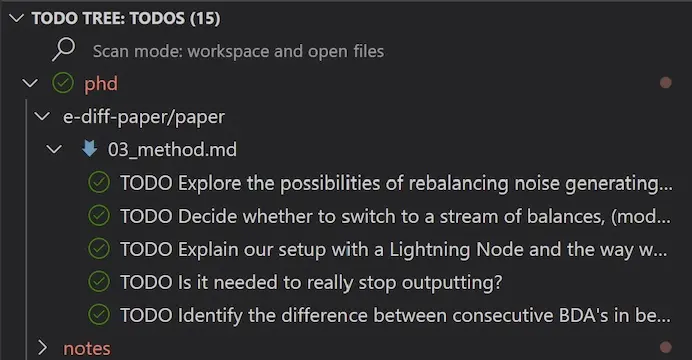 TODO TREE: TODOS (15)
Scan mode: workspace and open files
phd
e-diff-paper/paper
03_method.md
TODO Explore the possibilities of rebalancing noise generating...
TODO Decide whether to switch to a stream of balances, (mod...
TODO Explain our setup with a Lightning Node and the way w...
TODO Is it needed to really stop outputting?
TODO Identify the difference between consecutive BDA's in be...
notes